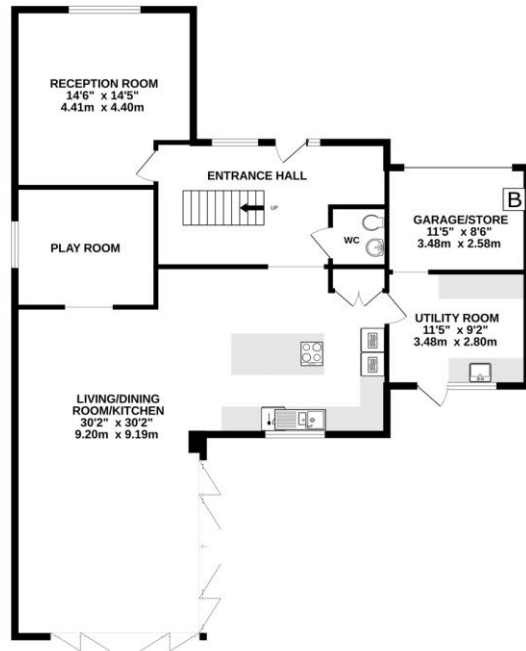 RECEPTION ROOM
14'6" x 14'5"
4.41m x 4.40m
ENTRANCE HALL
UP
WC
PLAY ROOM
B
GARAGE/STORE
11'5" x 8'6"
3.48m x 2.58m
UTILITY ROOM
11'5" x 9'2"
3.48m x 2.80m
LIVING/DINING
ROOM/KITCHEN
30'2" x 30'2"
9.20m x 9.19m